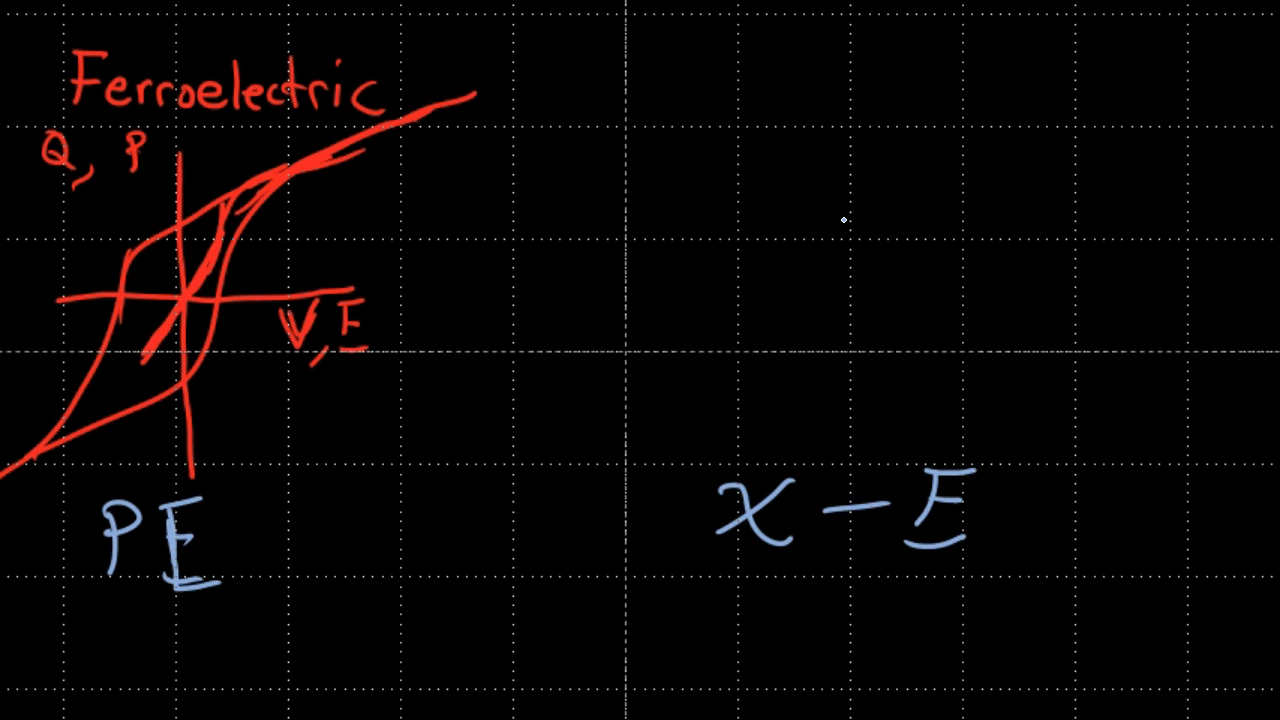 Ferroelectric
Q, P
V, E
PE
x - E